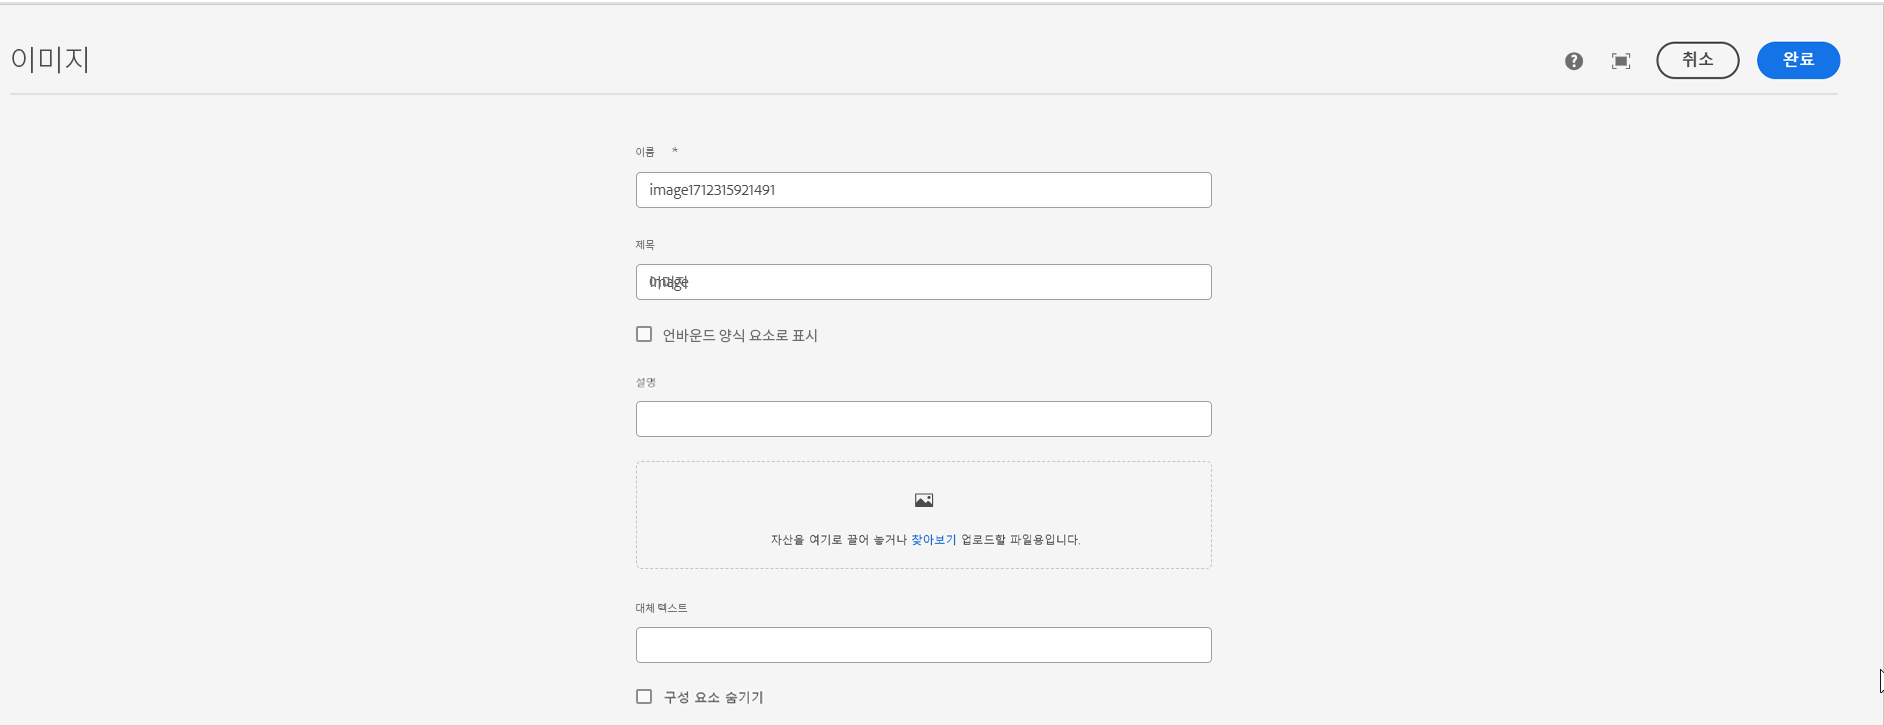 이미지
취소
완료
이름 *
image1712315921491
제목
언바운드 양식 요소로 표시
설명
자산을 여기로 끌어 놓거나 찾아보기 업로드할 파일용입니다.
대체 텍스트
구성 요소 숨기기